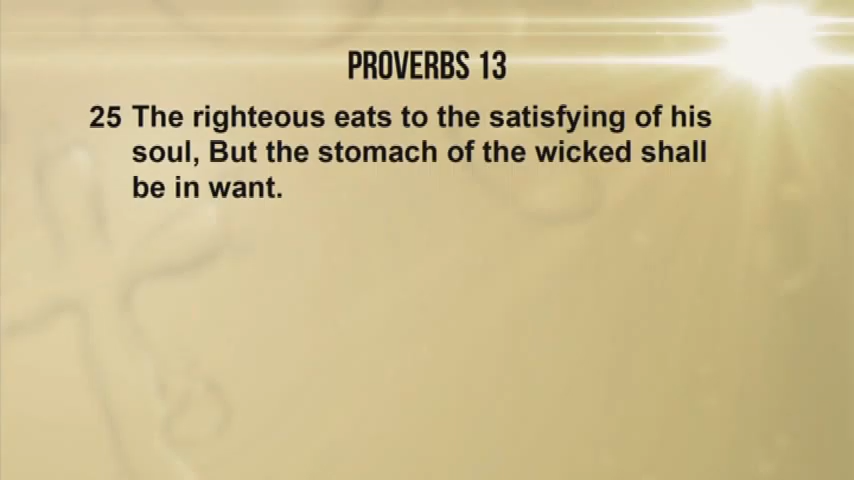 PROVERBS 13
25 The righteous eats to the satisfying of his
soul, But the stomach of the wicked shall
be in want.